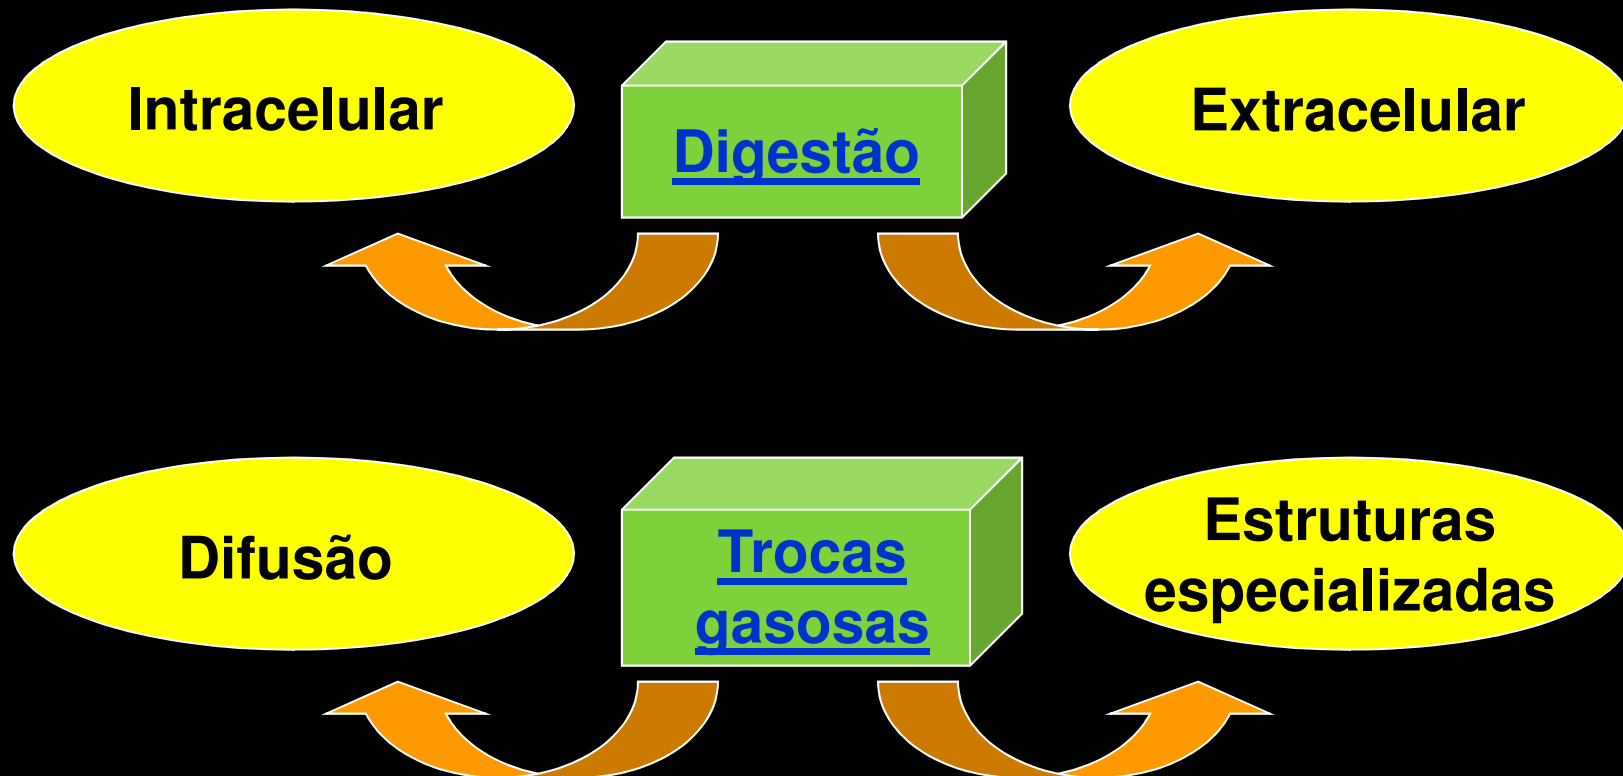 Intracelular
Digestão
Extracelular
Difusão
Trocas
gasosas
Estruturas
especializadas